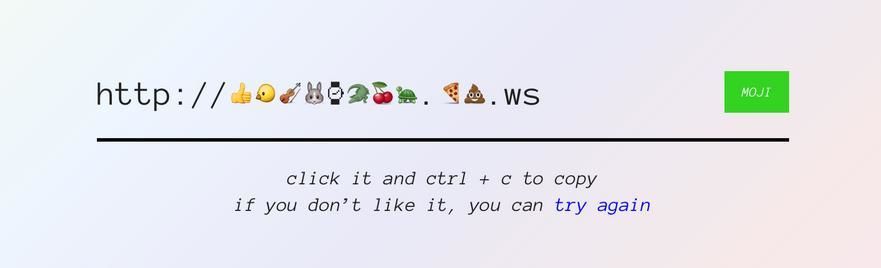 http://👍🐤🎻🐰⌚🐊🍒🐢.🍕💩.ws
MOJI
click it and ctrl + c to copy
if you don’t like it, you can try again